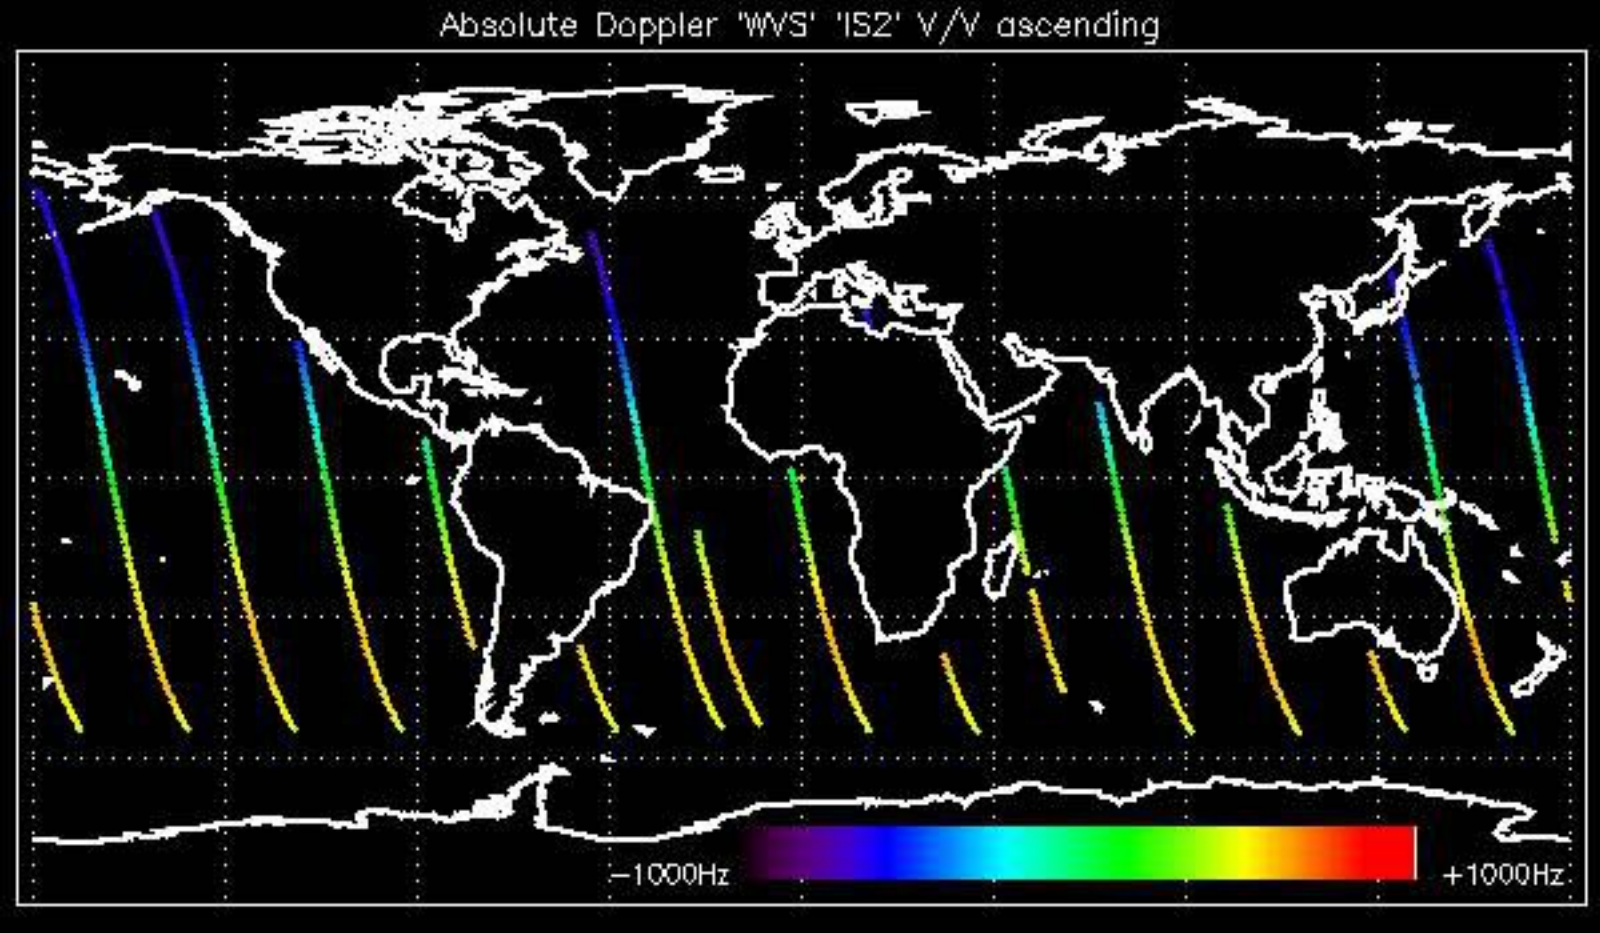 Absolute Doppler 'WVS' 'IS2' V/V ascending
−1000Hz +1000Hz